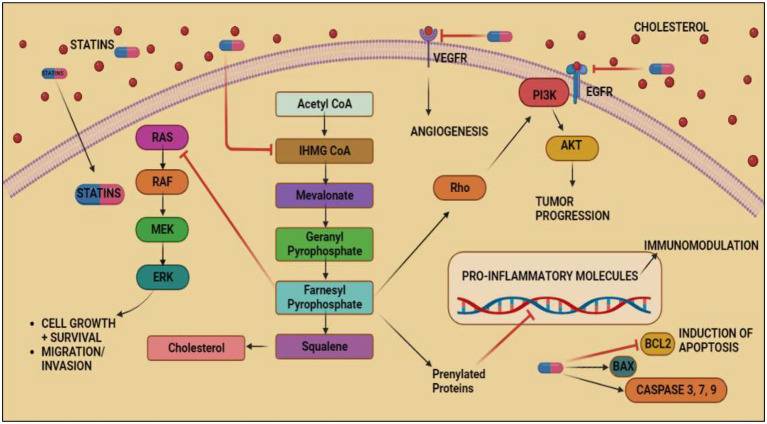 STATINS
CHOLESTEROL
STATINS
VEGFR
EGFR
PI3K
Acetyl CoA
ANGIOGENESIS
RAS
IHMG CoA
AKT
RAF
STATINS
Mevalonate
Rho
TUMOR
PROGRESSION
MEK
Geranyl
Pyrophosphate
IMMUNOMODULATION
ERK
PRO-INFLAMMATORY MOLECULES
Farnesyl
Pyrophosphate
• CELL GROWTH
+ SURVIVAL
• MIGRATION/
INVASION
Cholesterol
Squalene
BCL2
INDUCTION OF
APOPTOSIS
Prenylated
Proteins
BAX
CASPASE 3, 7, 9